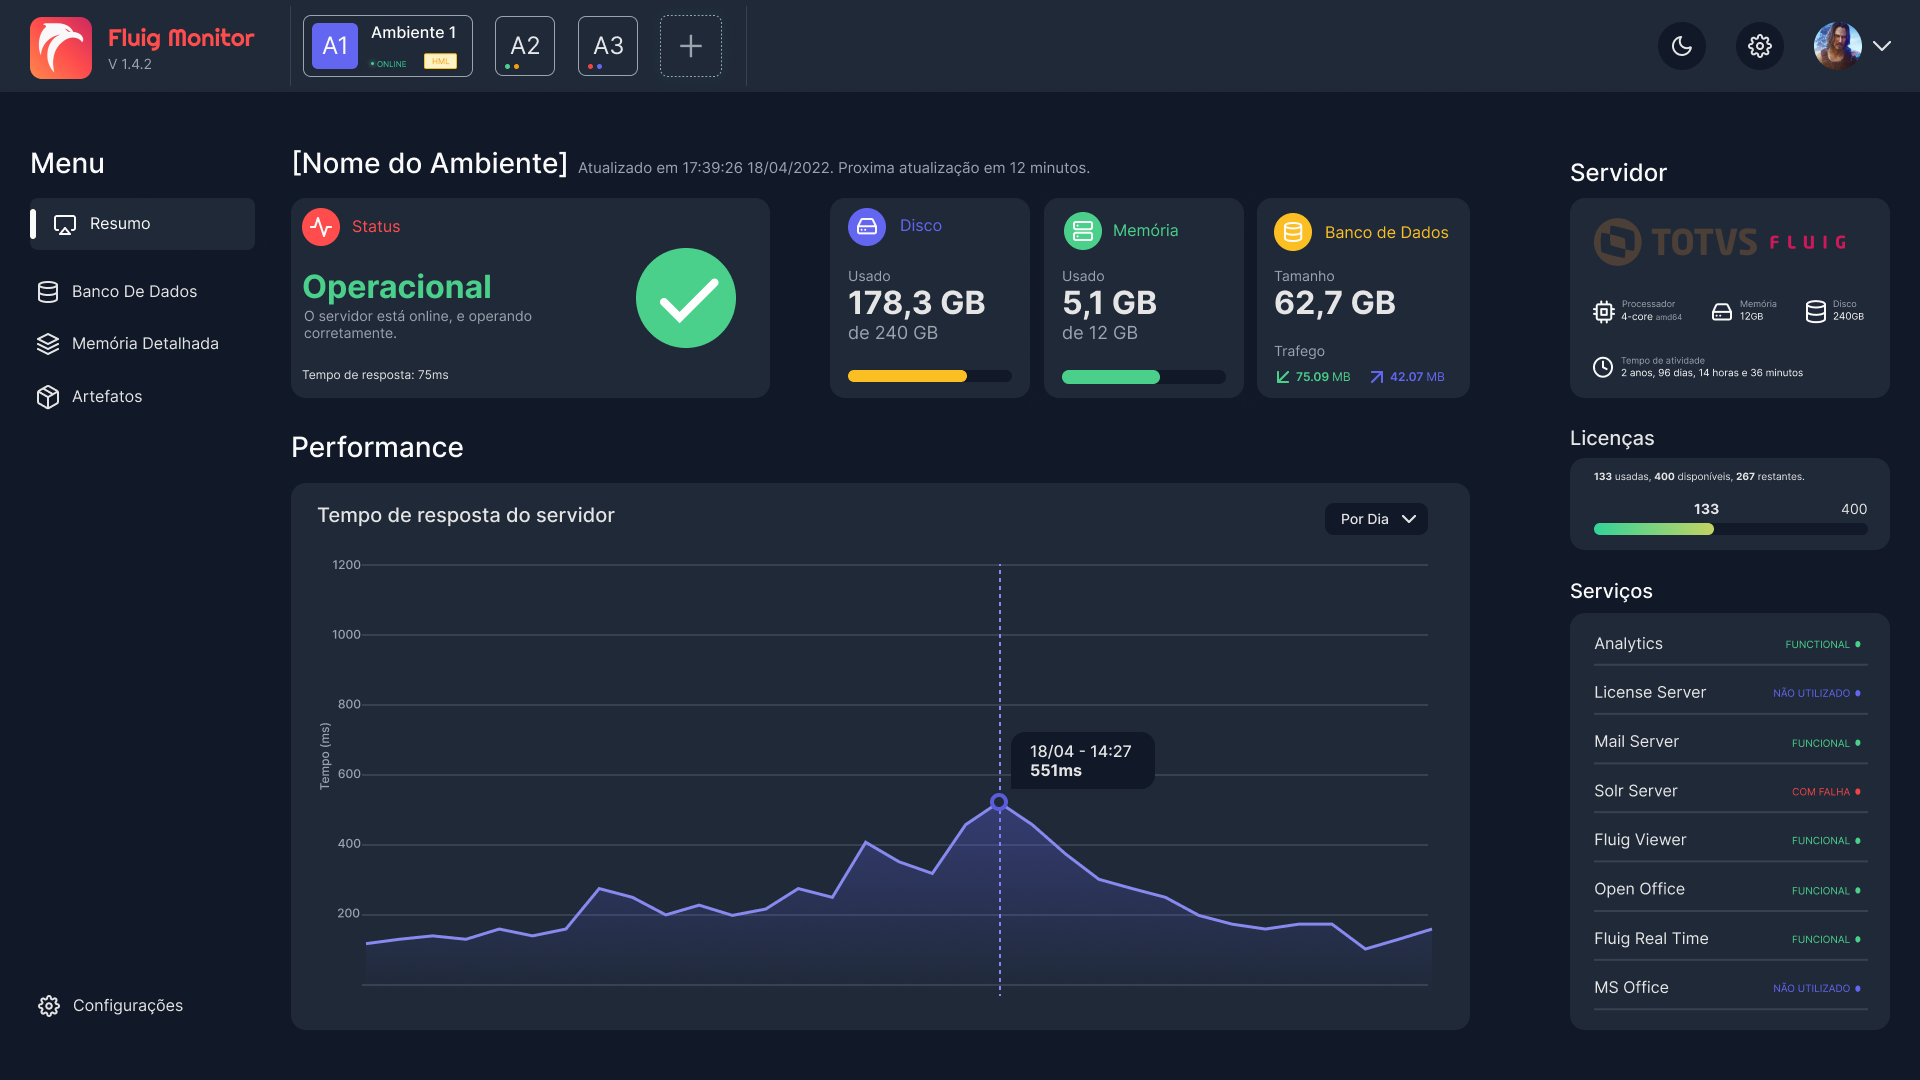 Fluig Monitor
V 1.4.2
A1
Ambiente 1
ONLINE
HML
A2
A3
Menu
Resumo
Banco De Dados
Memória Detalhada
Artefatos
Configurações
[Nome do Ambiente]
Atualizado em 17:39:26 18/04/2022. Proxima atualização em 12 minutos.
Status
Operacional
O servidor está online, e operando
corretamente.
Tempo de resposta: 75ms
Disco
Usado
178,3 GB
de 240 GB
Memória
Usado
5,1 GB
de 12 GB
Banco de Dados
Tamanho
62,7 GB
Trafego
75.09 MB
42.07 MB
Performance
Tempo de resposta do servidor
Por Dia
1200
1000
800
600
400
200
Tempo (ms)
18/04 - 14:27
551ms
Servidor
TOTVS FLUIG
Processador
4-core amd64
Memória
12GB
Disco
240GB
Tempo de atividade
2 anos, 96 dias, 14 horas e 36 minutos
Licenças
133 usadas, 400 disponíveis, 267 restantes.
133
400
Serviços
Analytics
FUNCTIONAL
License Server
NÃO UTILIZADO
Mail Server
FUNCIONAL
Solr Server
COM FALHA
Fluig Viewer
FUNCIONAL
Open Office
FUNCIONAL
Fluig Real Time
FUNCIONAL
MS Office
NÃO UTILIZADO